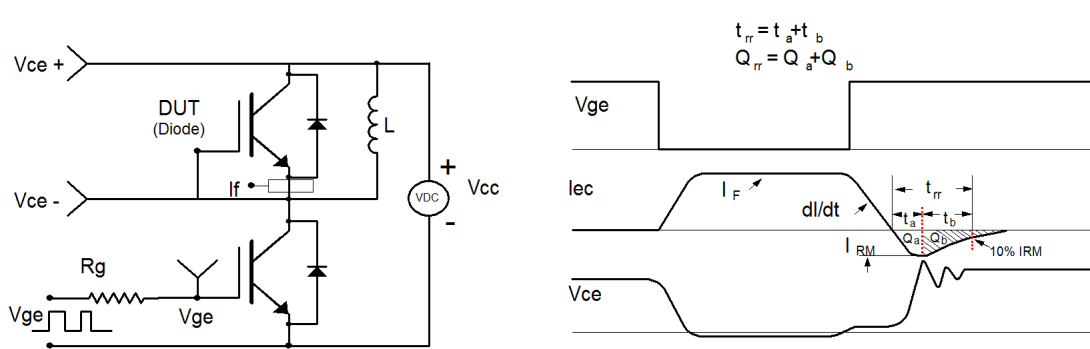 Vce +
DUT
(Diode)
L
If
Vce -
+
VDC
Vcc
-
Rg
Vge
Vge
t rr = t a + t b
Q rr = Q a + Q b
Vge
Iec
I F
dI/dt
t rr
t a
t b
Q a
Q b
I RM
10% IRM
Vce